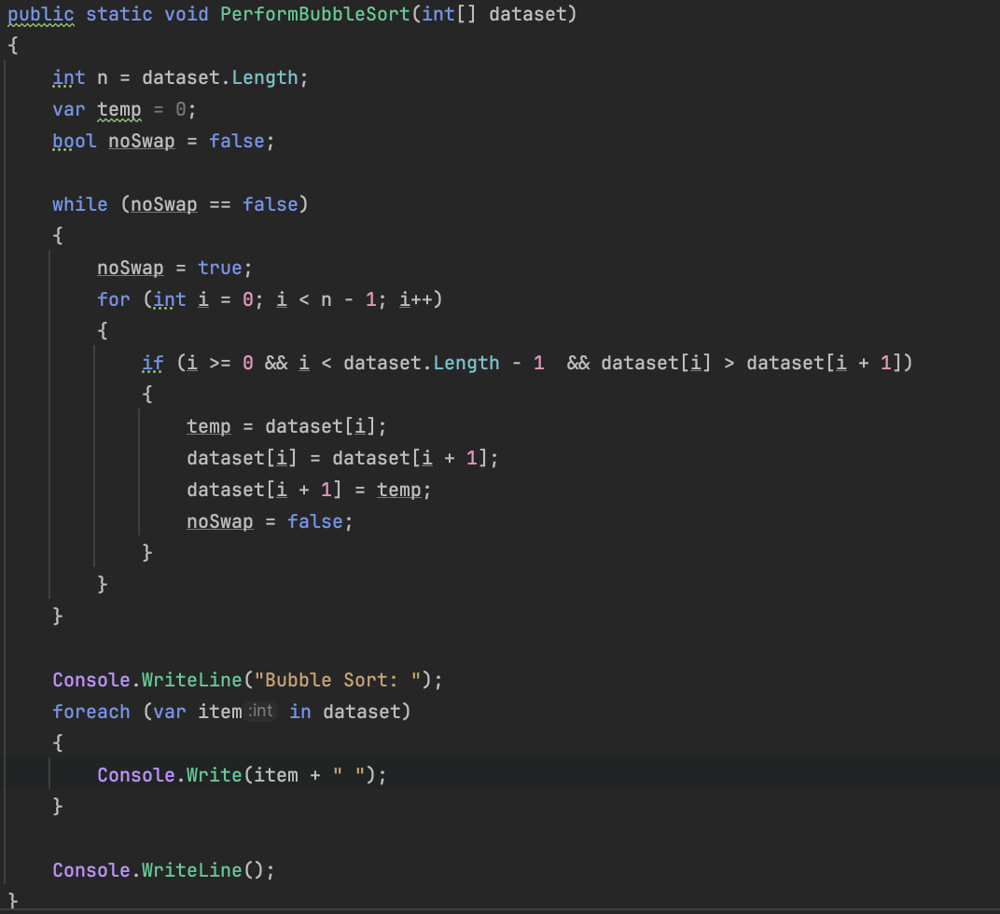 public static void PerformBubbleSort(int[] dataset)
{
    int n = dataset.Length;
    var temp = 0;
    bool noSwap = false;

    while (noSwap == false)
    {
        noSwap = true;
        for (int i = 0; i < n - 1; i++)
        {
            if (i >= 0 && i < dataset.Length - 1  && dataset[i] > dataset[i + 1])
            {
                temp = dataset[i];
                dataset[i] = dataset[i + 1];
                dataset[i + 1] = temp;
                noSwap = false;
            }
        }
    }

    Console.WriteLine("Bubble Sort: ");
    foreach (var item :int in dataset)
    {
        Console.Write(item + " ");
    }

    Console.WriteLine();
}